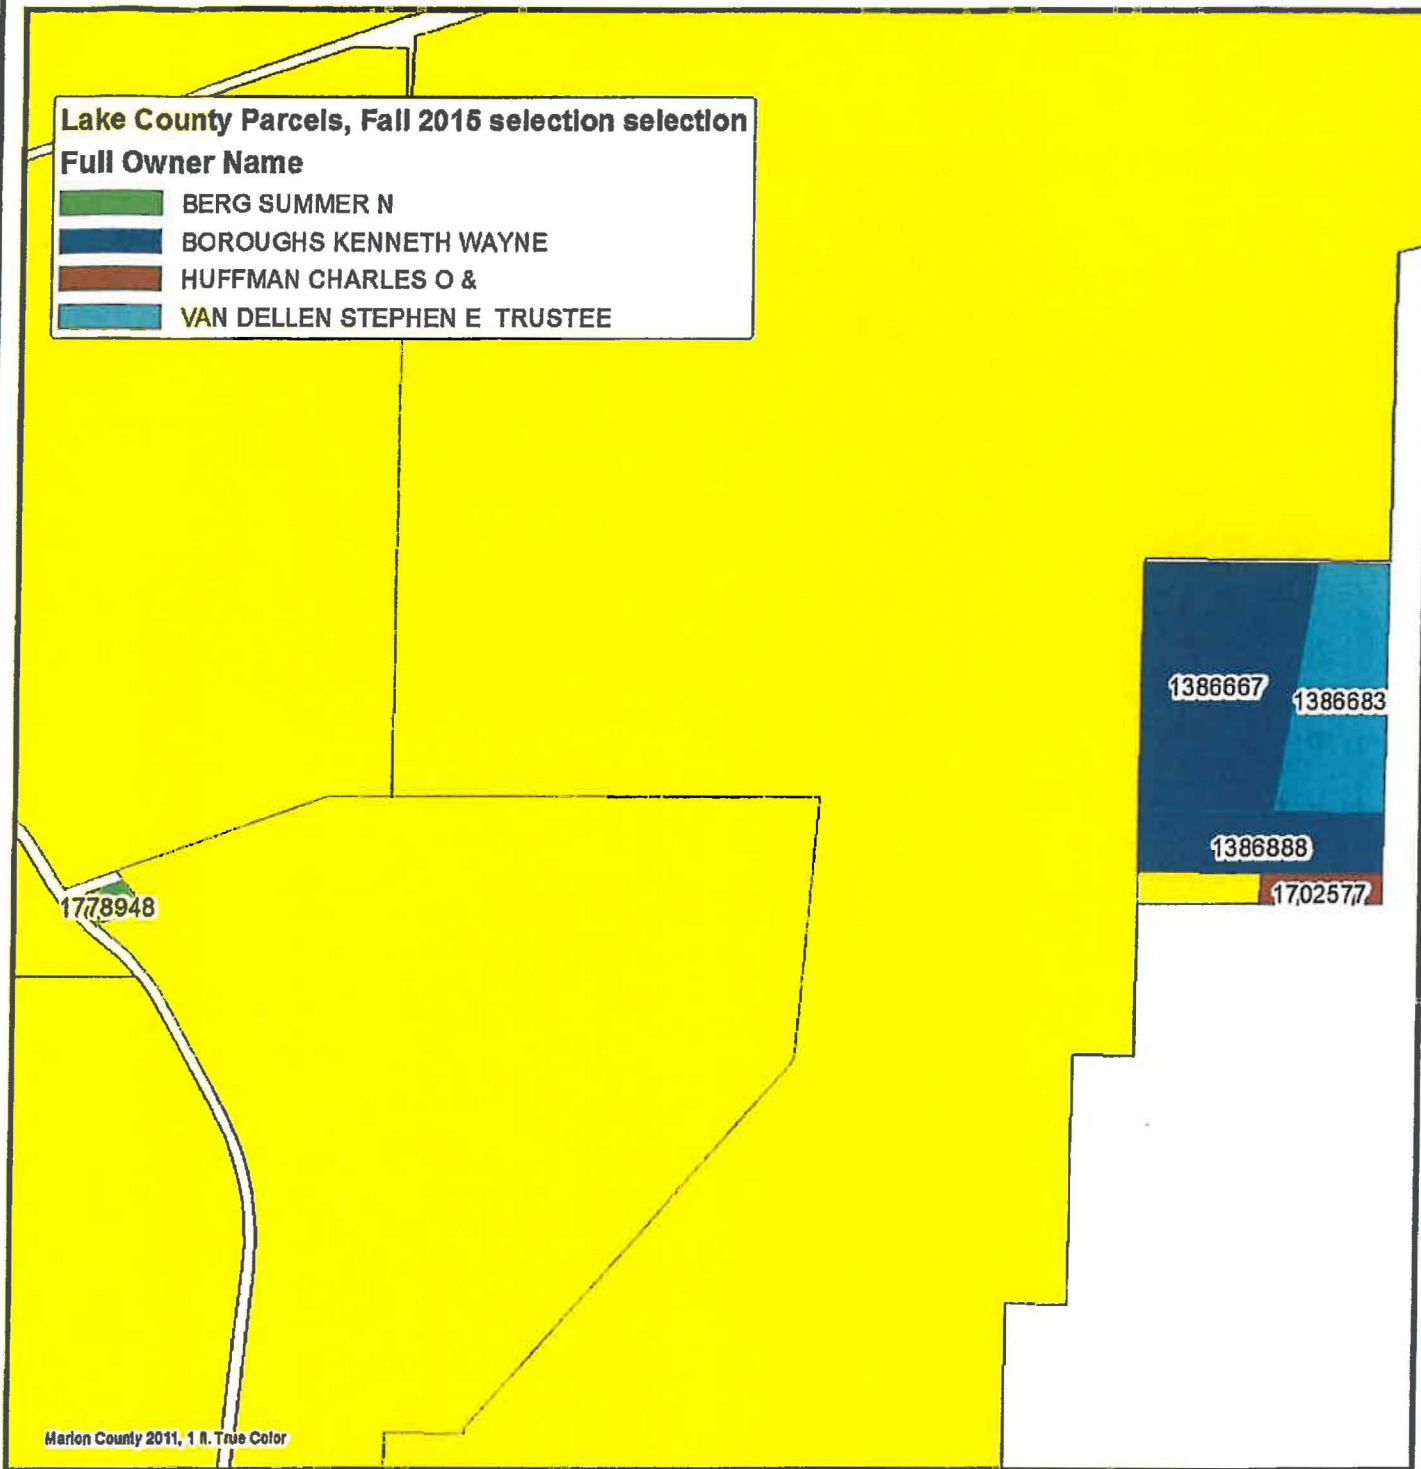 Lake County Parcels, Fall 2015 selection selection
Full Owner Name
BERG SUMMER N
BOROUGHS KENNETH WAYNE
HUFFMAN CHARLES O &
VAN DELLEN STEPHEN E TRUSTEE
1386667
1386683
1386888
1702577
1778948
Marion County 2011, 1 ft. True Color